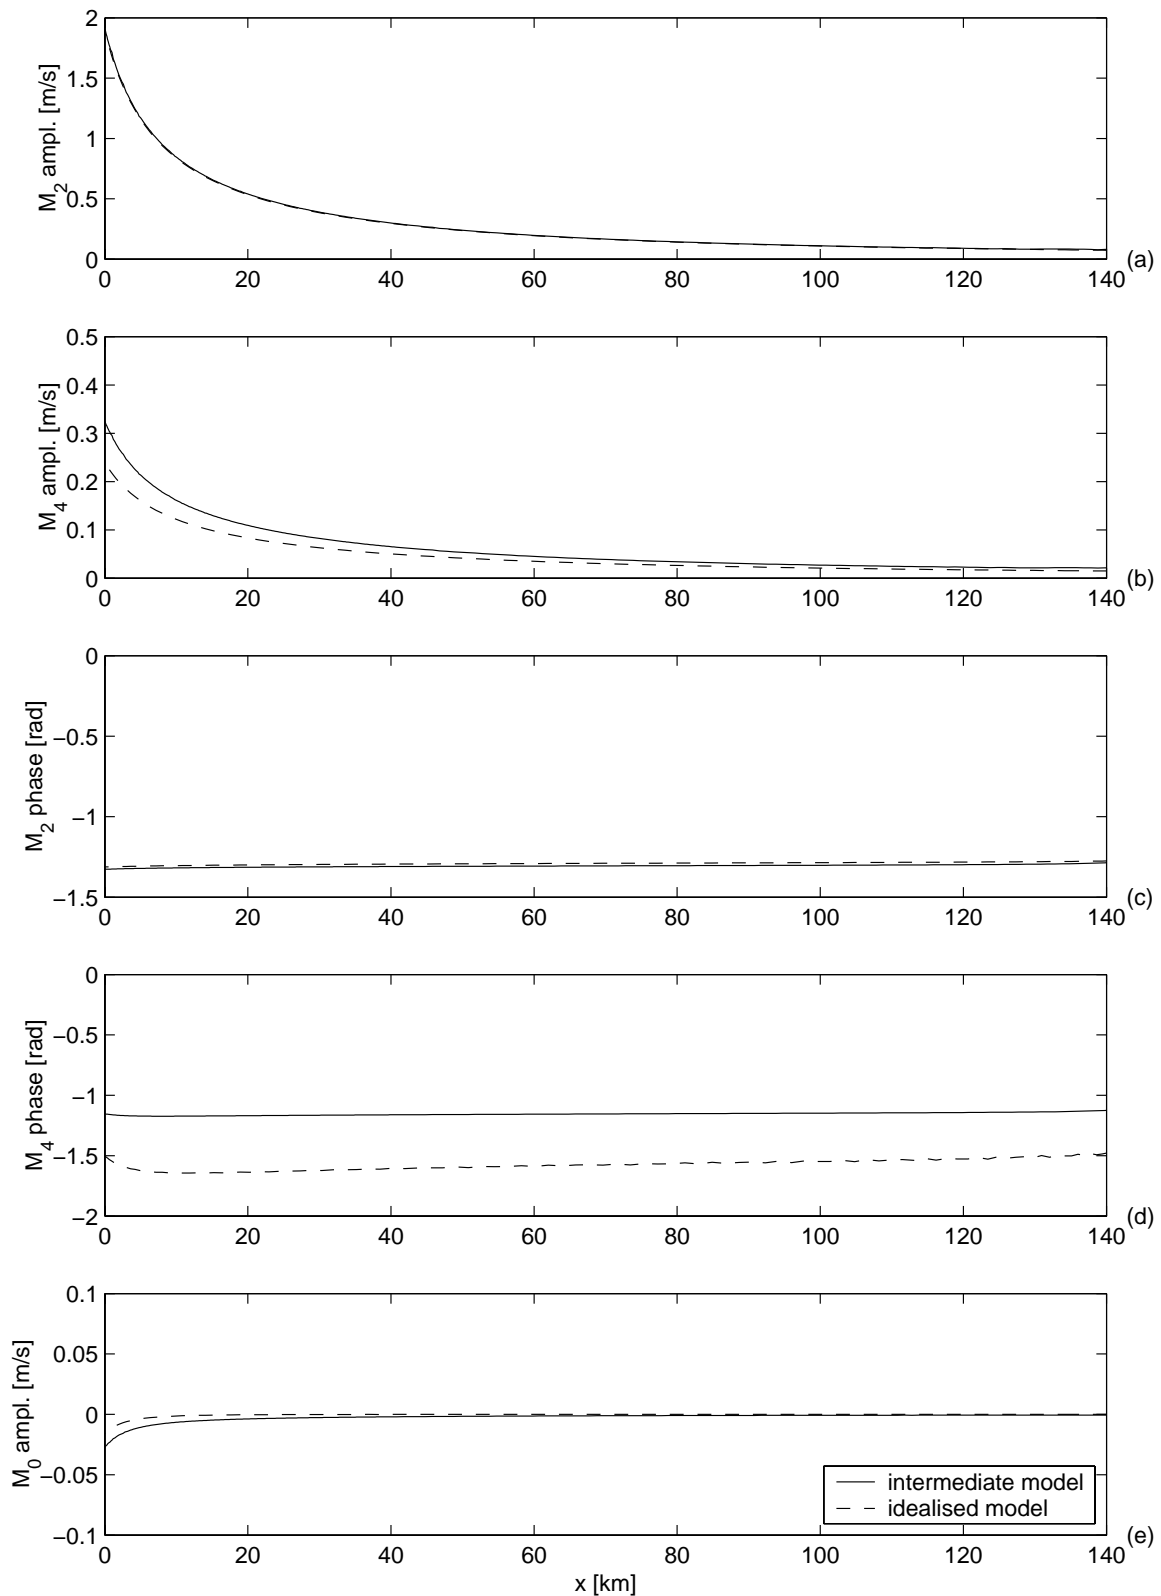 2
1.5
1
0.5
0
M2 ampl. [m/s]
0 20 40 60 80 100 120 140
(a)
0.5
0.4
0.3
0.2
0.1
0
M4 ampl. [m/s]
0 20 40 60 80 100 120 140
(b)
0
−0.5
−1
−1.5
M2 phase [rad]
0 20 40 60 80 100 120 140
(c)
0
−0.5
−1
−1.5
−2
M4 phase [rad]
0 20 40 60 80 100 120 140
(d)
0.1
0.05
0
−0.05
−0.1
M0 ampl. [m/s]
intermediate model
idealised model
0 20 40 60 80 100 120 140
(e)
x [km]